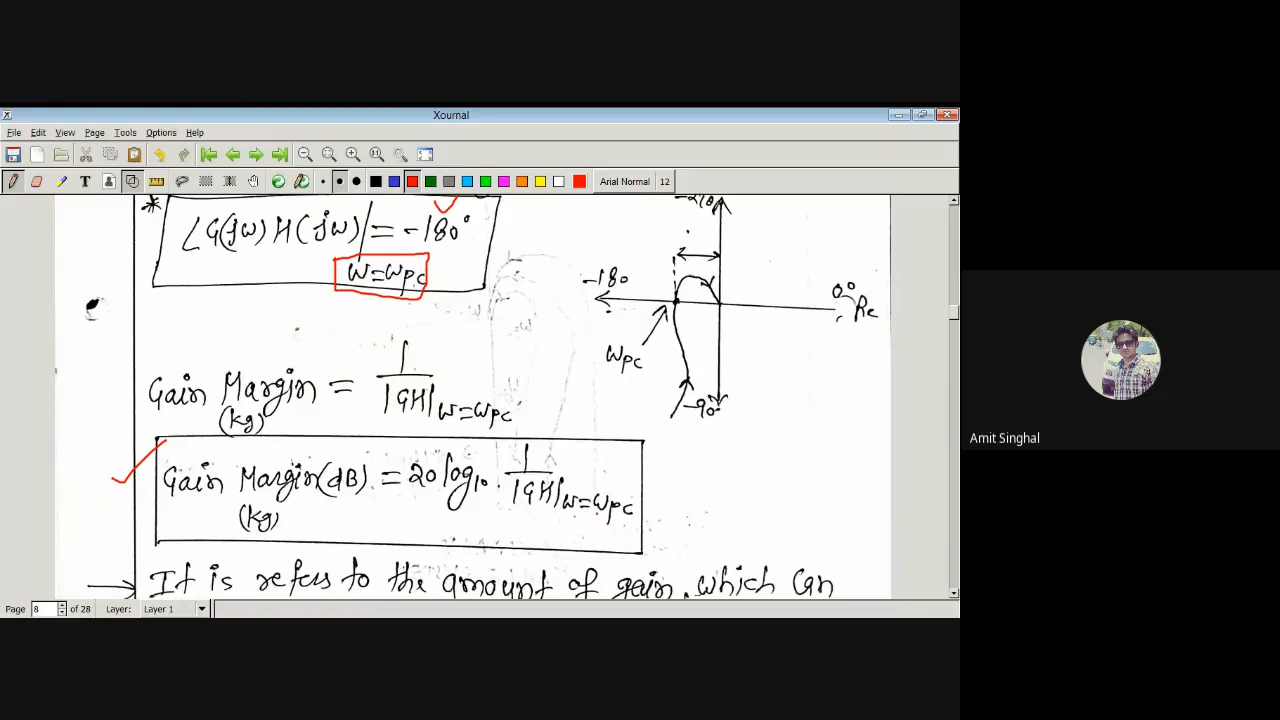 Xournal
File Edit View Page Tools Options Help
T Arial Normal 12
* ∠G(jω)H(jω)| = -180°
ω=ωpc
-270
-180
0°
Re
ωpc
-90
Gain Margin = 1/|GH| ω=ωpc
(Kg)
Gain Margin(dB) = 20 log10 . 1/|GH| ω=ωpc
(Kg)
→ It is refers to the amount of gain, which can
Page 8 of 28 Layer: Layer 1
Amit Singhal